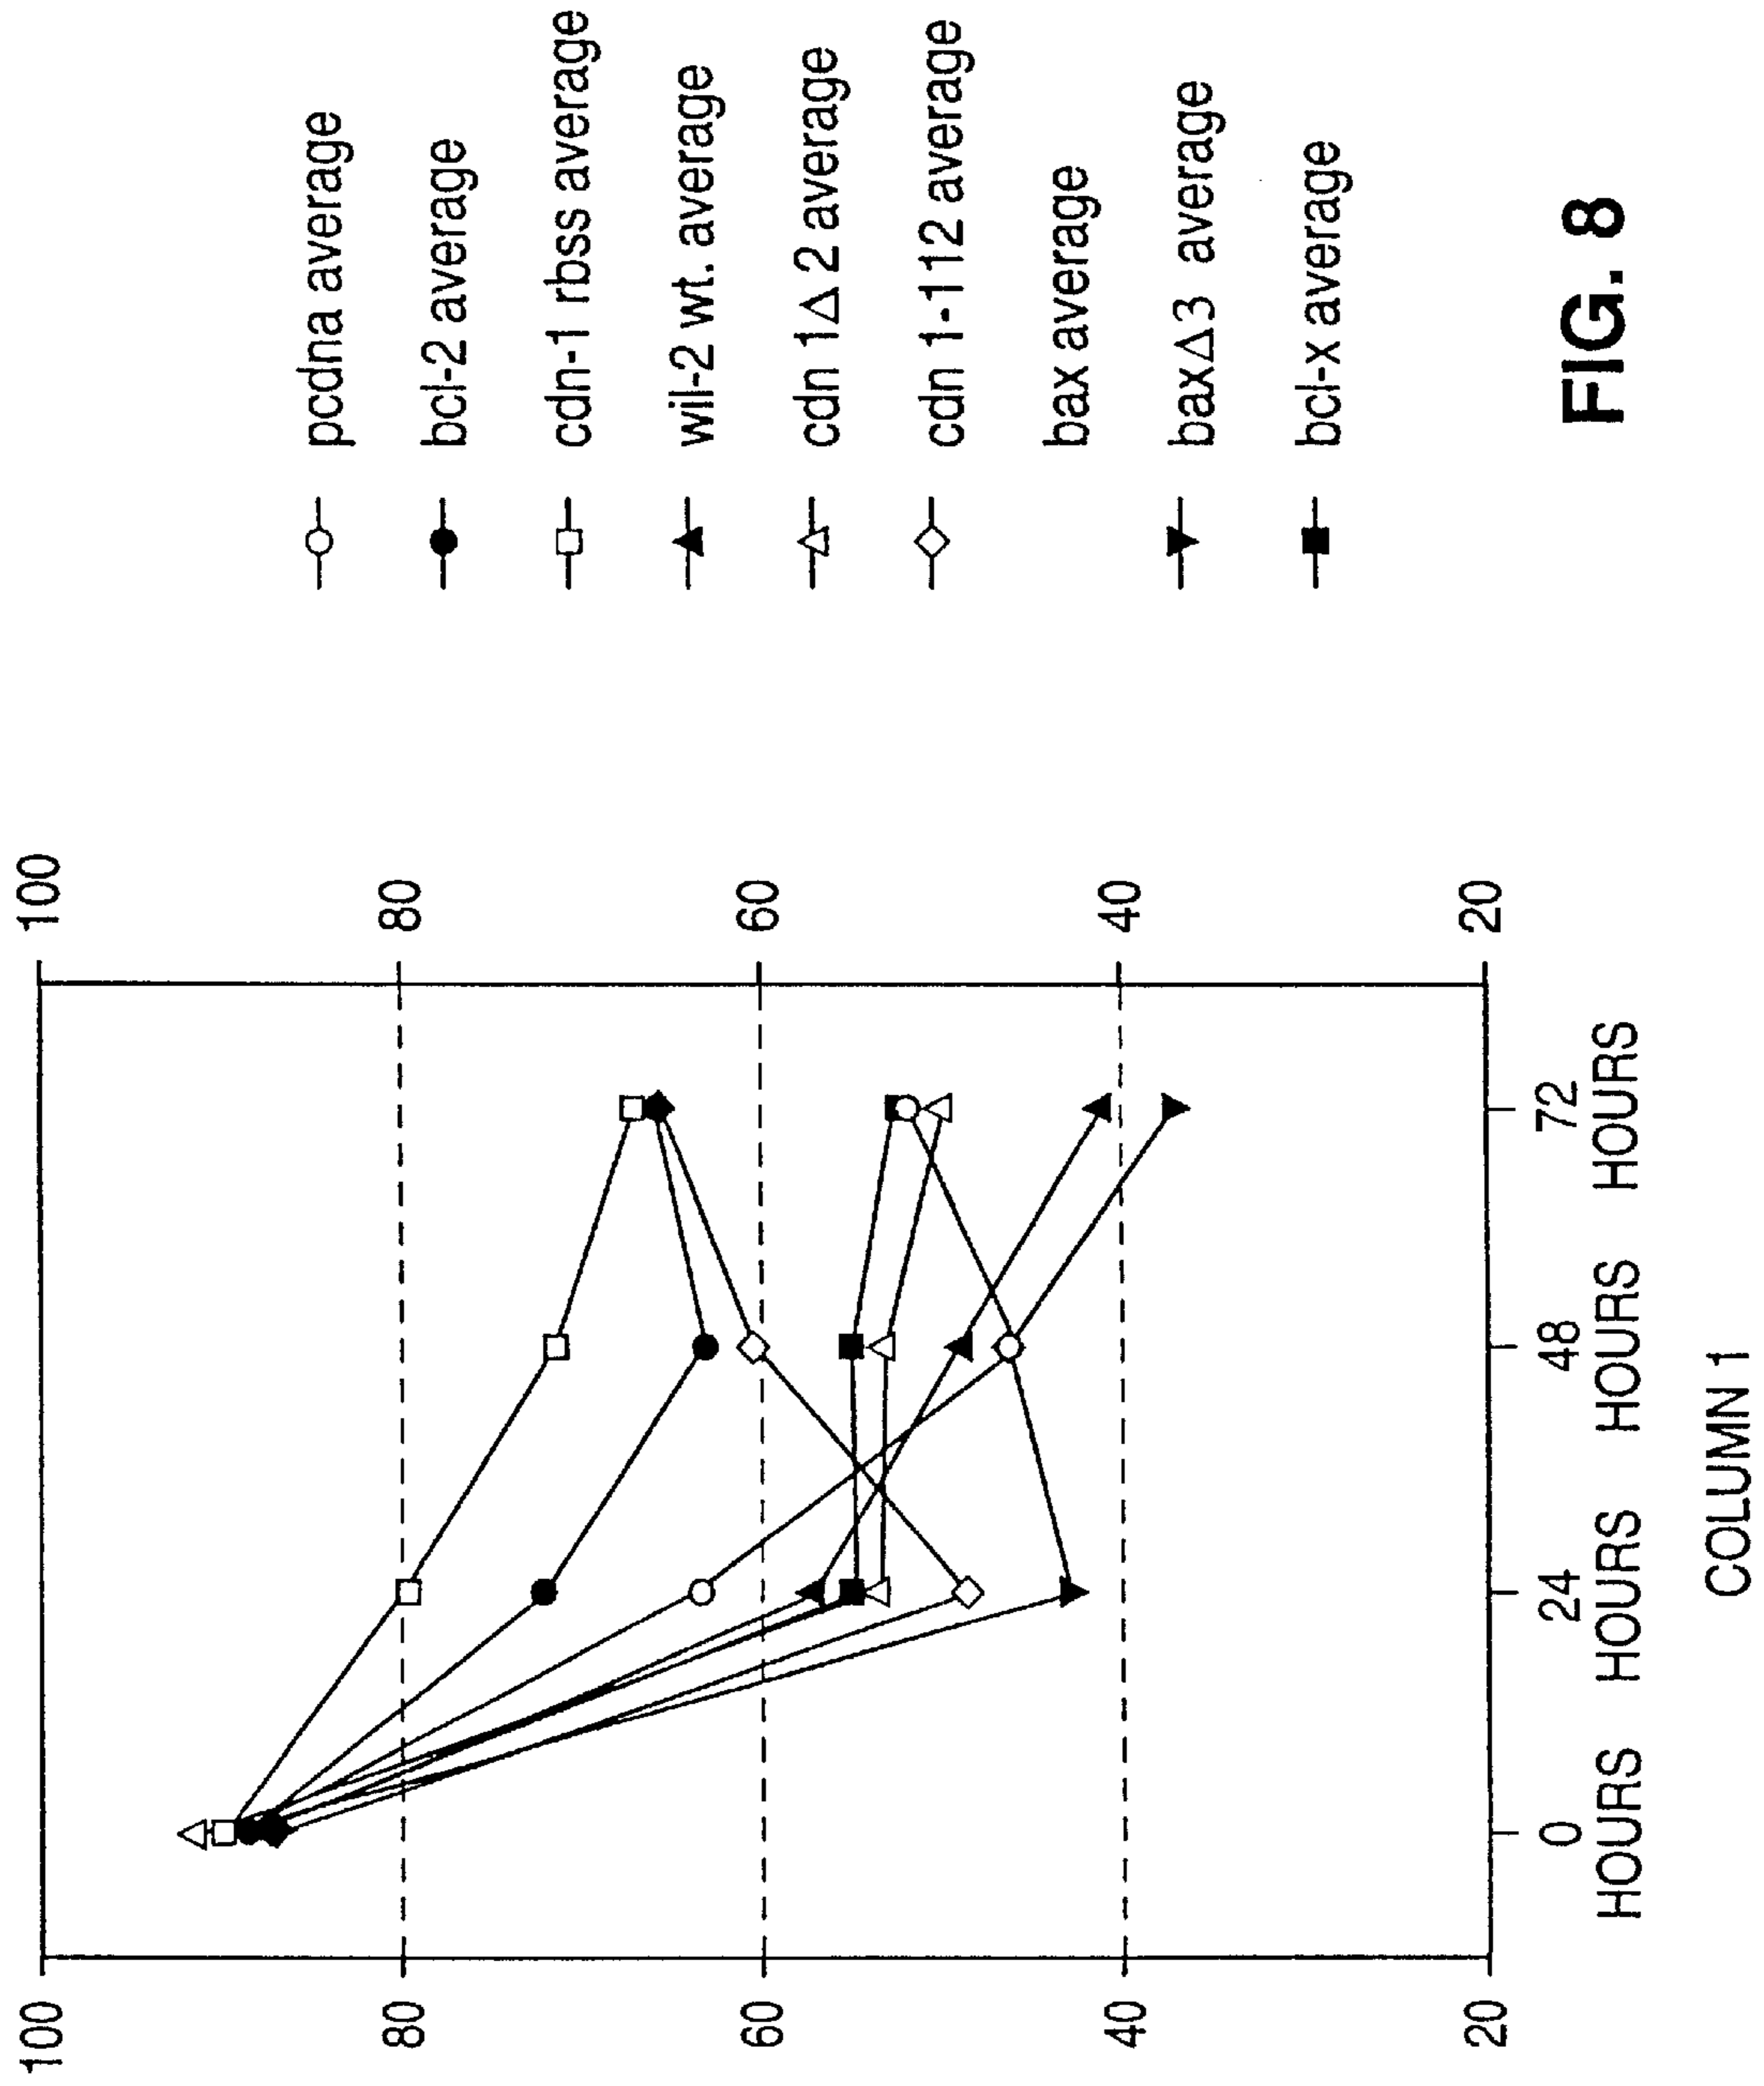 100
80
60
40
20
100
80
60
40
20
0
HOURS
24
HOURS
48
HOURS
72
HOURS
COLUMN 1
pcdna average
bcl-2 average
cdn-1 rbss average
wil-2 wt. average
cdn 1Δ2 average
cdn 1-112 average
bax average
baxΔ3 average
bcl-x average
FIG. 8